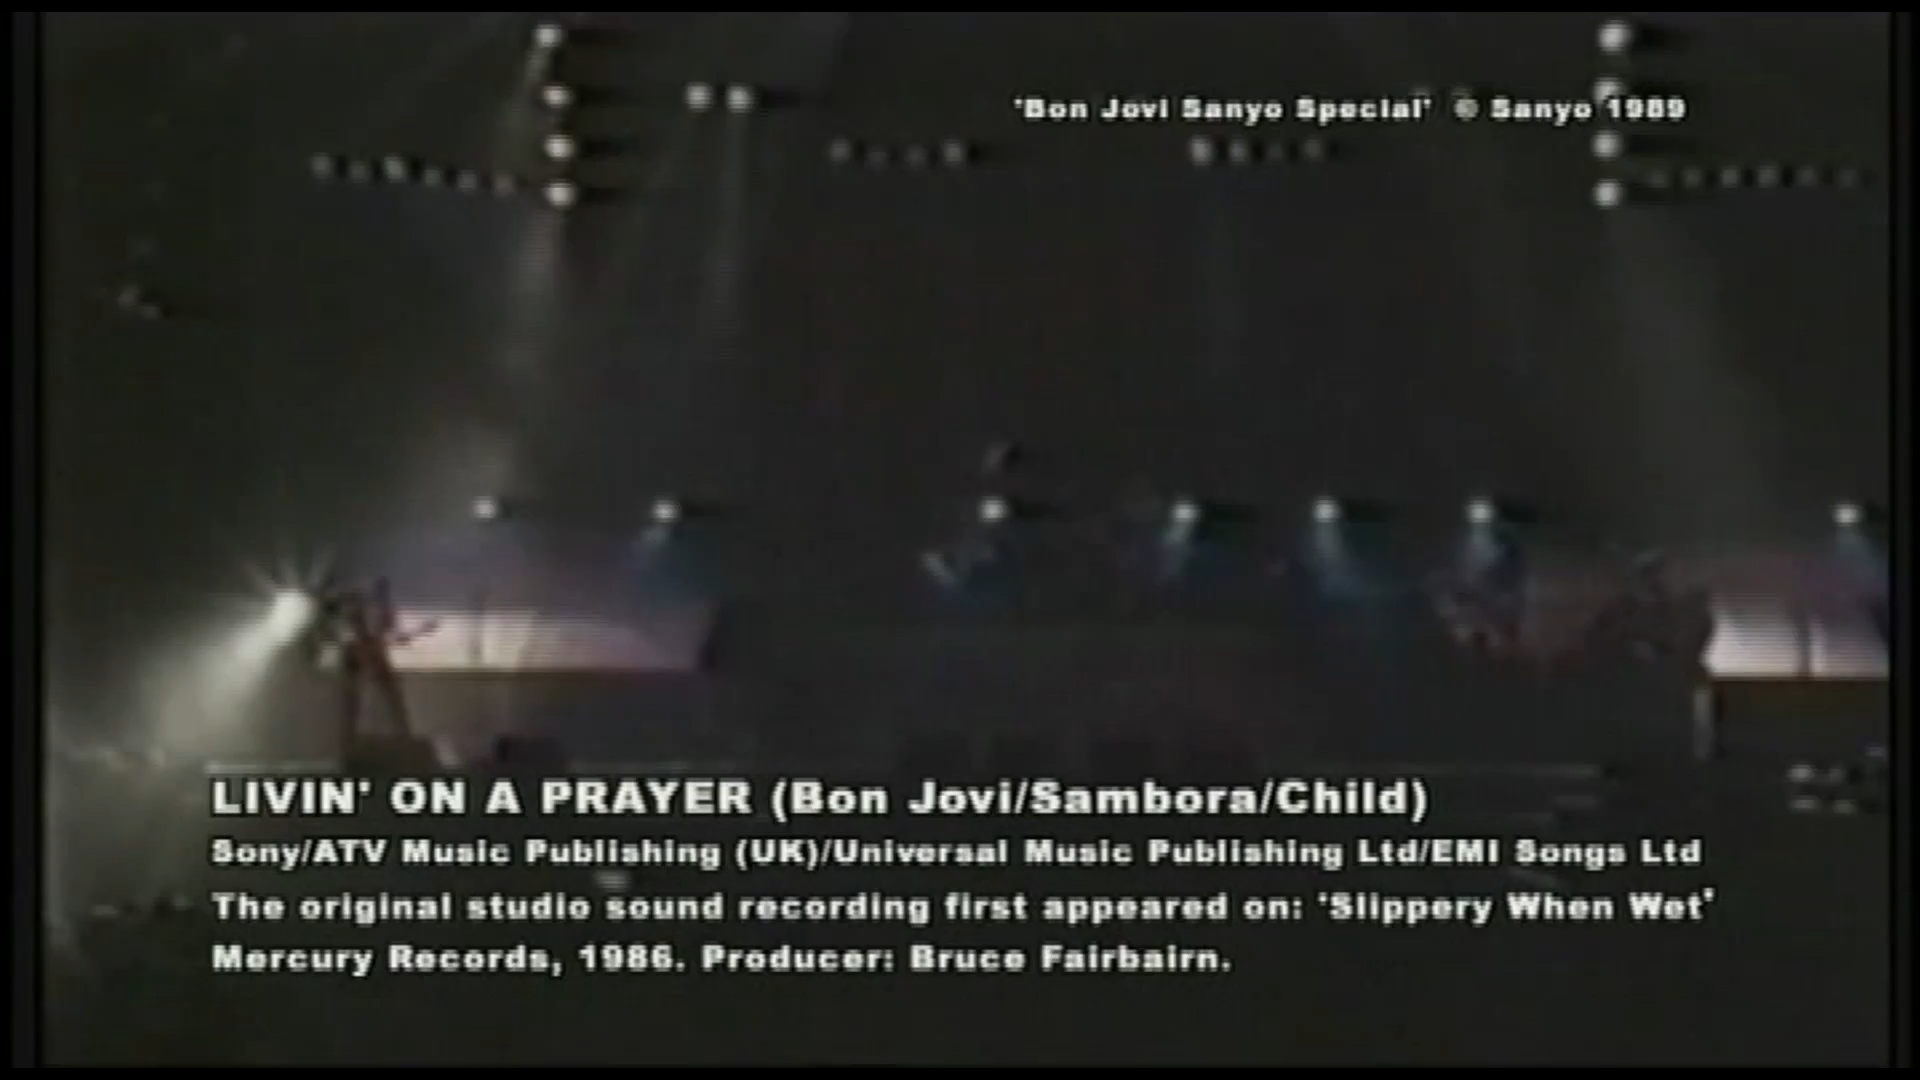 'Bon Jovi Sanyo Special' © Sanyo 1989
LIVIN' ON A PRAYER (Bon Jovi/Sambora/Child)
Sony/ATV Music Publishing (UK)/Universal Music Publishing Ltd/EMI Songs Ltd
The original studio sound recording first appeared on: 'Slippery When Wet'
Mercury Records, 1986. Producer: Bruce Fairbairn.